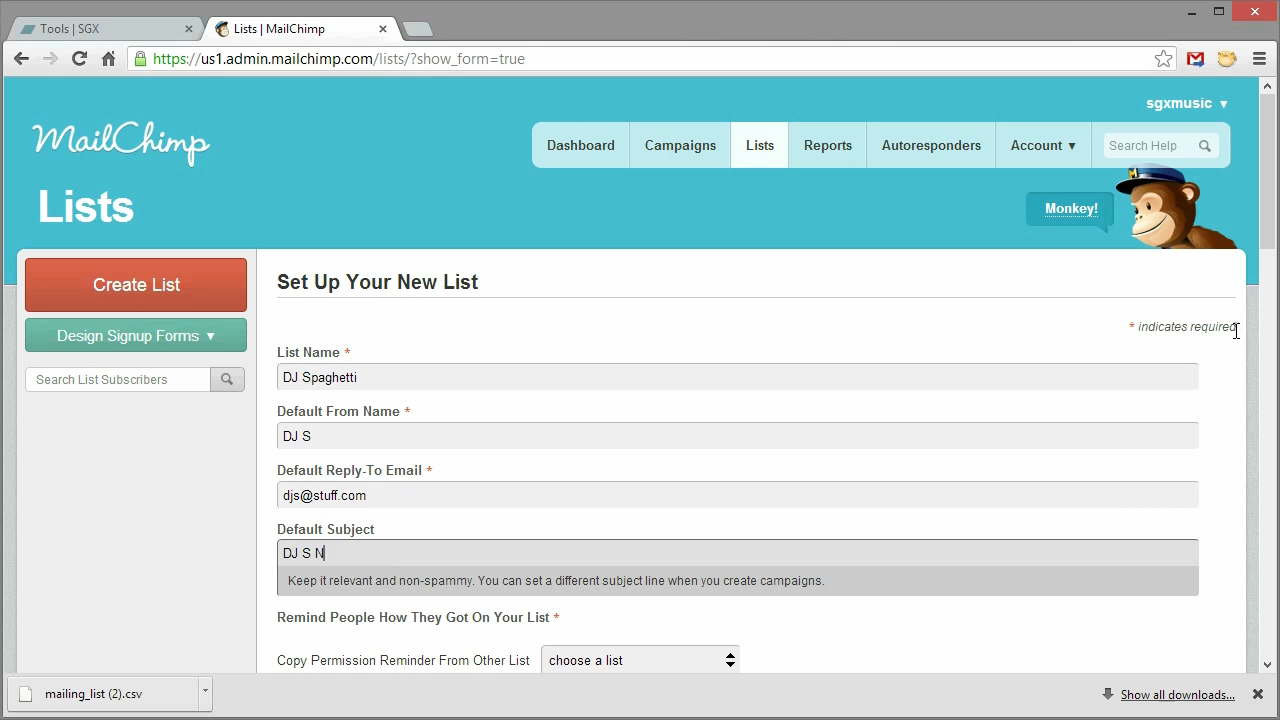 Tools | SGX
Lists | MailChimp
https://us1.admin.mailchimp.com/lists/?show_form=true
sgxmusic ▼
MailChimp
Dashboard
Campaigns
Lists
Reports
Autoresponders
Account ▼
Search Help
Lists
Monkey!
Create List
Design Signup Forms ▼
Search List Subscribers
Set Up Your New List
* indicates required
List Name *
DJ Spaghetti
Default From Name *
DJ S
Default Reply-To Email *
djs@stuff.com
Default Subject
DJ S N
Keep it relevant and non-spammy. You can set a different subject line when you create campaigns.
Remind People How They Got On Your List *
Copy Permission Reminder From Other List
choose a list
mailing_list (2).csv
Show all downloads...